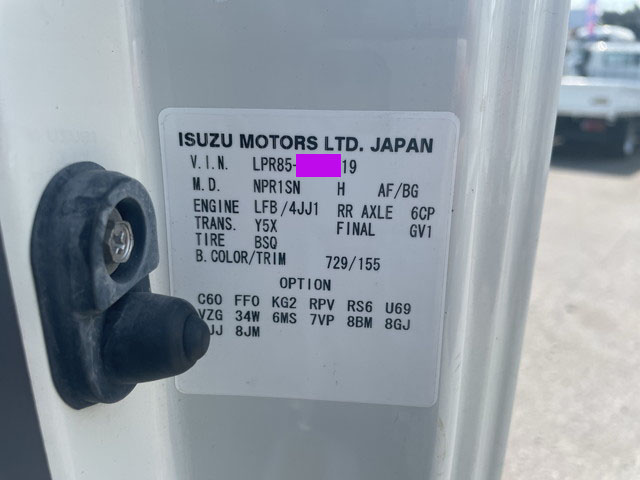 ISUZU MOTORS LTD. JAPAN
V.I.N. LPR85- 19
M.D. NPR1SN H AF/BG
ENGINE LFB/4JJ1 RR AXLE 6CP
TRANS. Y5X FINAL GV1
TIRE BSQ
B.COLOR/TRIM 729/155
OPTION
C60 FF0 KG2 RPV RS6 U69
VZG 34W 6MS 7VP 8BM 8GJ
8JM